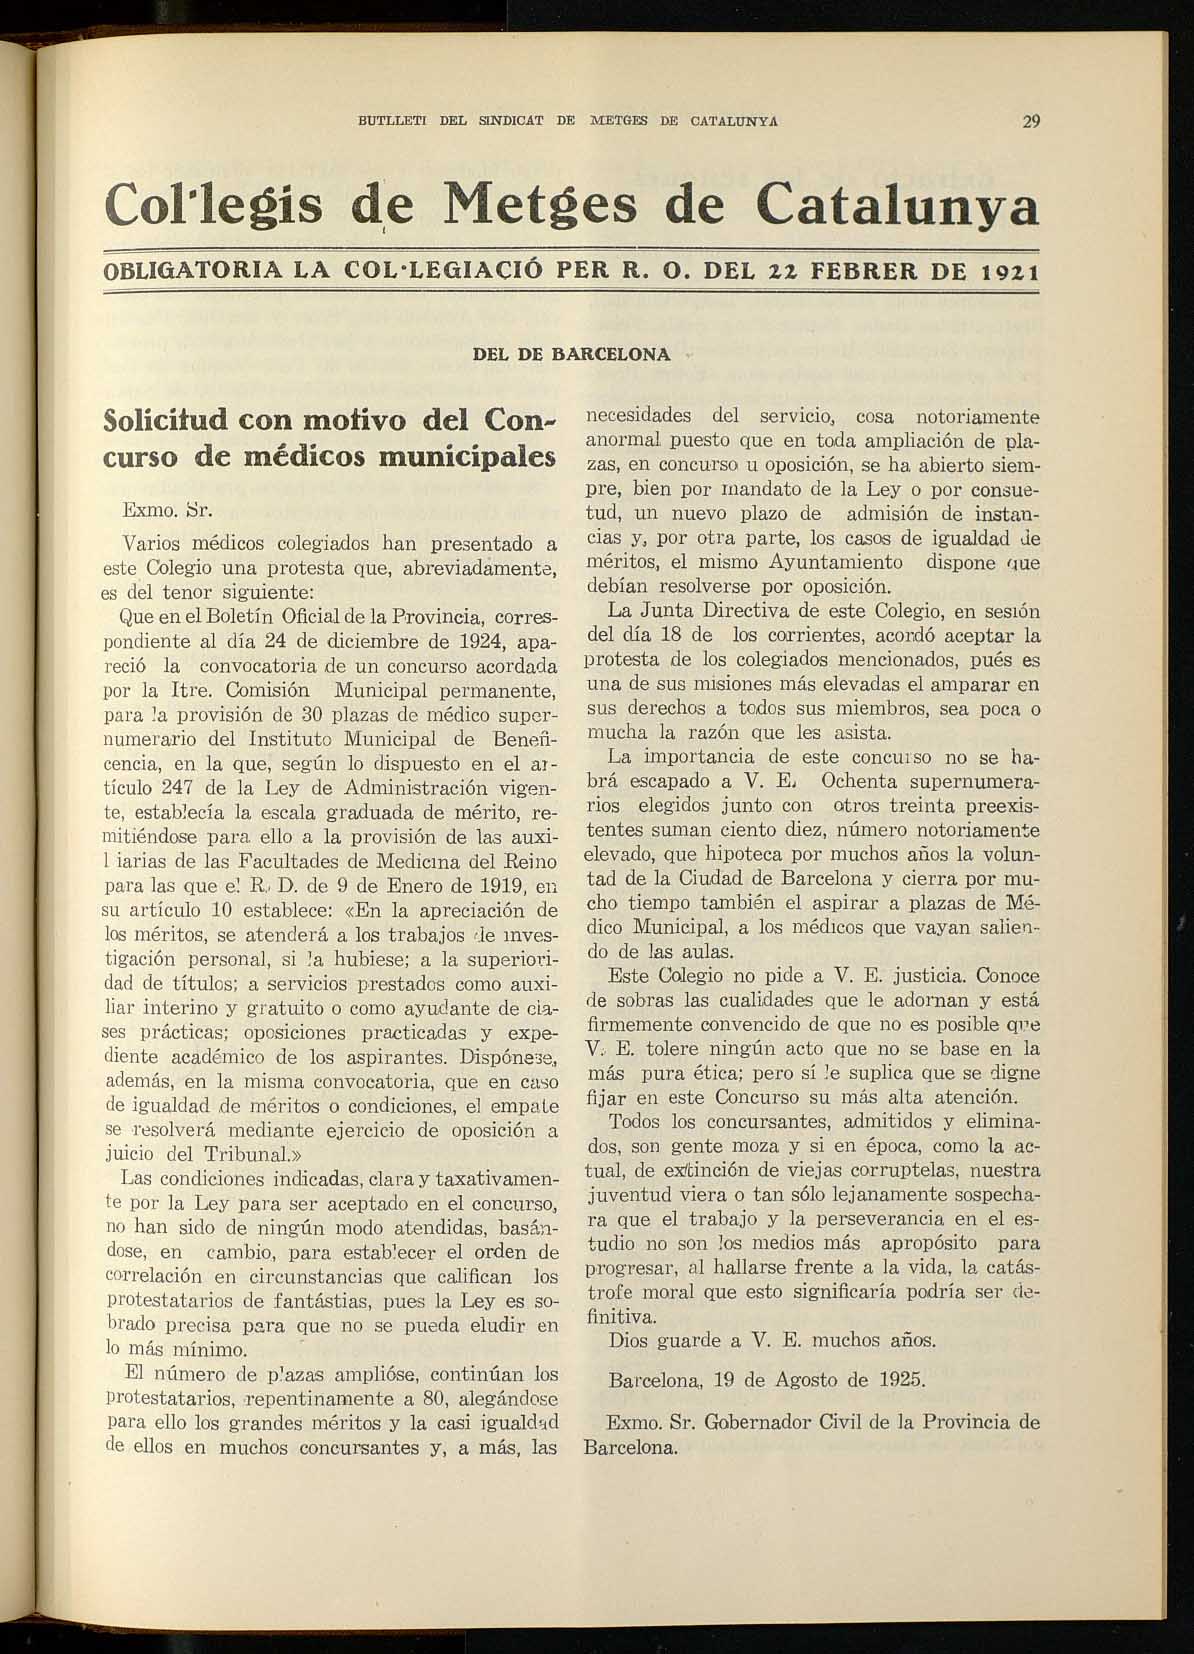 BUTLLETI DEL SINDICAT DE METGES DE CATALUNYA 29
Col·legis de Metges de Catalunya
OBLIGATORIA LA COL·LEGIACIÓ PER R. O. DEL 22 FEBRER DE 1921
DEL DE BARCELONA
Solicitud con motivo del Con-
curso de médicos municipales
Exmo. Sr.
Varios médicos colegiados han presentado a
este Colegio una protesta que, abreviadamente,
es del tenor siguiente:
Que en el Boletín Oficial de la Provincia, corres-
pondiente al día 24 de diciembre de 1924, apa-
reció la convocatoria de un concurso acordada
por la Itre. Comisión Municipal permanente,
para la provisión de 30 plazas de médico super-
numerario del Instituto Municipal de Benefi-
cencia, en la que, según lo dispuesto en el ar-
tículo 247 de la Ley de Administración vigen-
te, establecía la escala graduada de mérito, re-
mitiéndose para ello a la provisión de las auxi-
l iarias de las Facultades de Medicina del Reino
para las que el R. D. de 9 de Enero de 1919, en
su artículo 10 establece: «En la apreciación de
los méritos, se atenderá a los trabajos de inves-
tigación personal, si la hubiese; a la superiori-
dad de títulos; a servicios prestados como auxi-
liar interino y gratuito o como ayudante de cla-
ses prácticas; oposiciones practicadas y expe-
diente académico de los aspirantes. Dispónese,
además, en la misma convocatoria, que en caso
de igualdad de méritos o condiciones, el empate
se resolverá mediante ejercicio de oposición a
juicio del Tribunal.»
Las condiciones indicadas, clara y taxativamen-
te por la Ley para ser aceptado en el concurso,
no han sido de ningún modo atendidas, basán-
dose, en cambio, para establecer el orden de
correlación en circunstancias que califican los
protestatarios de fantástias, pues la Ley es so-
brado precisa para que no se pueda eludir en
lo más mínimo.
El número de plazas amplióse, continúan los
protestatarios, repentinamente a 80, alegándose
para ello los grandes méritos y la casi igualdad
de ellos en muchos concursantes y, a más, las
necesidades del servicio, cosa notoriamente
anormal puesto que en toda ampliación de pla-
zas, en concurso u oposición, se ha abierto siem-
pre, bien por mandato de la Ley o por consue-
tud, un nuevo plazo de admisión de instan-
cias y, por otra parte, los casos de igualdad de
méritos, el mismo Ayuntamiento dispone que
debían resolverse por oposición.
La Junta Directiva de este Colegio, en sesión
del día 18 de los corrientes, acordó aceptar la
protesta de los colegiados mencionados, pués es
una de sus misiones más elevadas el amparar en
sus derechos a todos sus miembros, sea poca o
mucha la razón que les asista.
La importancia de este concurso no se ha-
brá escapado a V. E. Ochenta supernumera-
rios elegidos junto con otros treinta preexis-
tentes suman ciento diez, número notoriamente
elevado, que hipoteca por muchos años la volun-
tad de la Ciudad de Barcelona y cierra por mu-
cho tiempo también el aspirar a plazas de Mé-
dico Municipal, a los médicos que vayan salien-
do de las aulas.
Este Colegio no pide a V. E. justicia. Conoce
de sobras las cualidades que le adornan y está
firmemente convencido de que no es posible que
V. E. tolere ningún acto que no se base en la
más pura ética; pero sí le suplica que se digne
fijar en este Concurso su más alta atención.
Todos los concursantes, admitidos y elimina-
dos, son gente moza y si en época, como la ac-
tual, de extinción de viejas corruptelas, nuestra
juventud viera o tan sólo lejanamente sospecha-
ra que el trabajo y la perseverancia en el es-
tudio no son los medios más apropósito para
progresar, al hallarse frente a la vida, la catás-
trofe moral que esto significaría podría ser de-
finitiva.
Dios guarde a V. E. muchos años.
Barcelona, 19 de Agosto de 1925.
Exmo. Sr. Gobernador Civil de la Provincia de
Barcelona.